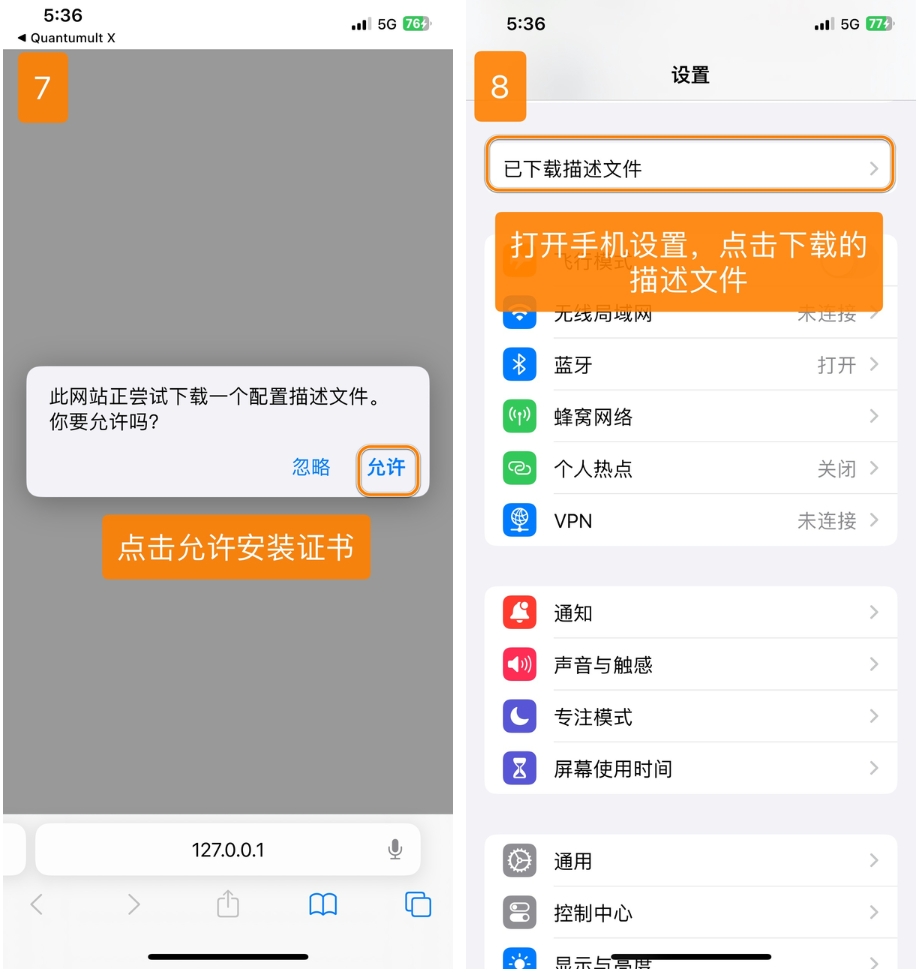 5:36
5G 76
◀ Quantumult X
7
此网站正尝试下载一个配置描述文件。
你要允许吗?
忽略
允许
点击允许安装证书
127.0.0.1
5:36
5G 77
8
设置
已下载描述文件
打开手机设置，点击下载的
描述文件
飞行模式
无线局域网 未连接
蓝牙 打开
蜂窝网络
个人热点 关闭
VPN 未连接
通知
声音与触感
专注模式
屏幕使用时间
通用
控制中心
显示与亮度